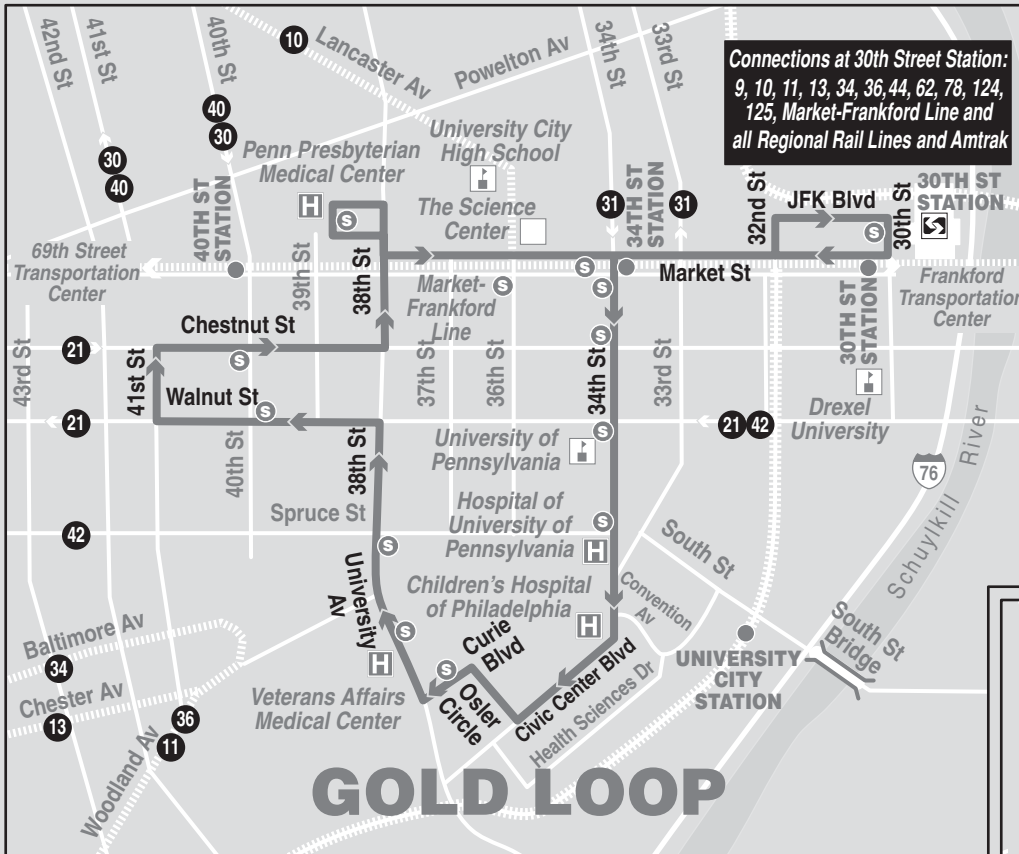 42nd St
41st St
40th St
10
Lancaster Av
Powelton Av
34th St
33rd St
Connections at 30th Street Station:
9, 10, 11, 13, 34, 36, 44, 62, 78, 124,
125, Market-Frankford Line and
all Regional Rail Lines and Amtrak
40
30
30
40
Penn Presbyterian
Medical Center
H
S
University City
High School
The Science
Center
31
34TH ST
STATION
31
32nd St
JFK Blvd
S
30th St
30TH ST
STATION
S
69th Street
Transportation
Center
40TH ST
STATION
39th St
38th St
Market-
Frankford
Line
S
S
S
Market St
30TH ST
STATION
Frankford
Transportation
Center
43rd St
21
41st St
Chestnut St
S
37th St
36th St
S
34th St
33rd St
Drexel
University
21
Walnut St
S
40th St
38th St
University of
Pennsylvania
S
21
42
76
Schuylkill River
42
Spruce St
S
Hospital of
University of
Pennsylvania
S
H
South St
Children's Hospital
of Philadelphia
H
Convention
Av
University
Av
S
H
Veterans Affairs
Medical Center
S
Curie
Blvd
Osler
Circle
Civic Center Blvd
Health Sciences Dr
UNIVERSITY
CITY
STATION
South St
Bridge
Baltimore Av
34
Chester Av
13
Woodland Av
36
11
GOLD LOOP